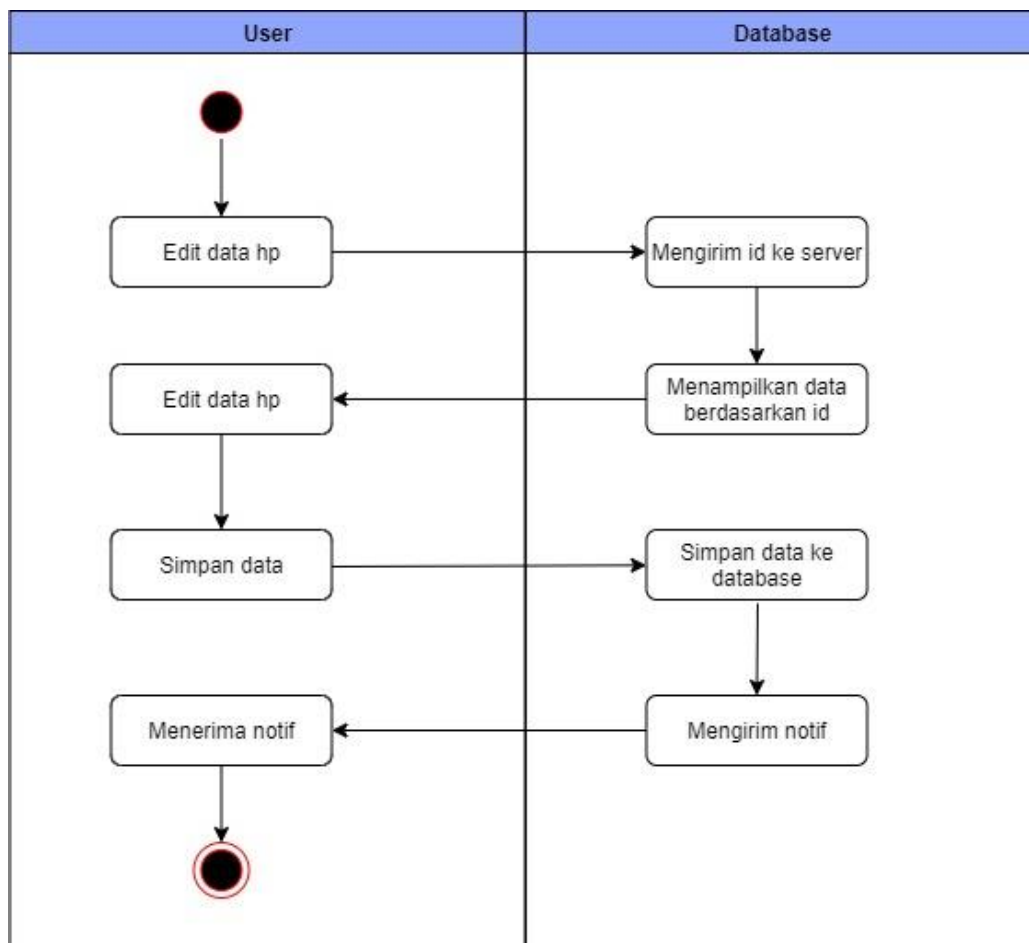 User
Database
Edit data hp
Mengirim id ke server
Edit data hp
Menampilkan data
berdasarkan id
Simpan data
Simpan data ke
database
Menerima notif
Mengirim notif